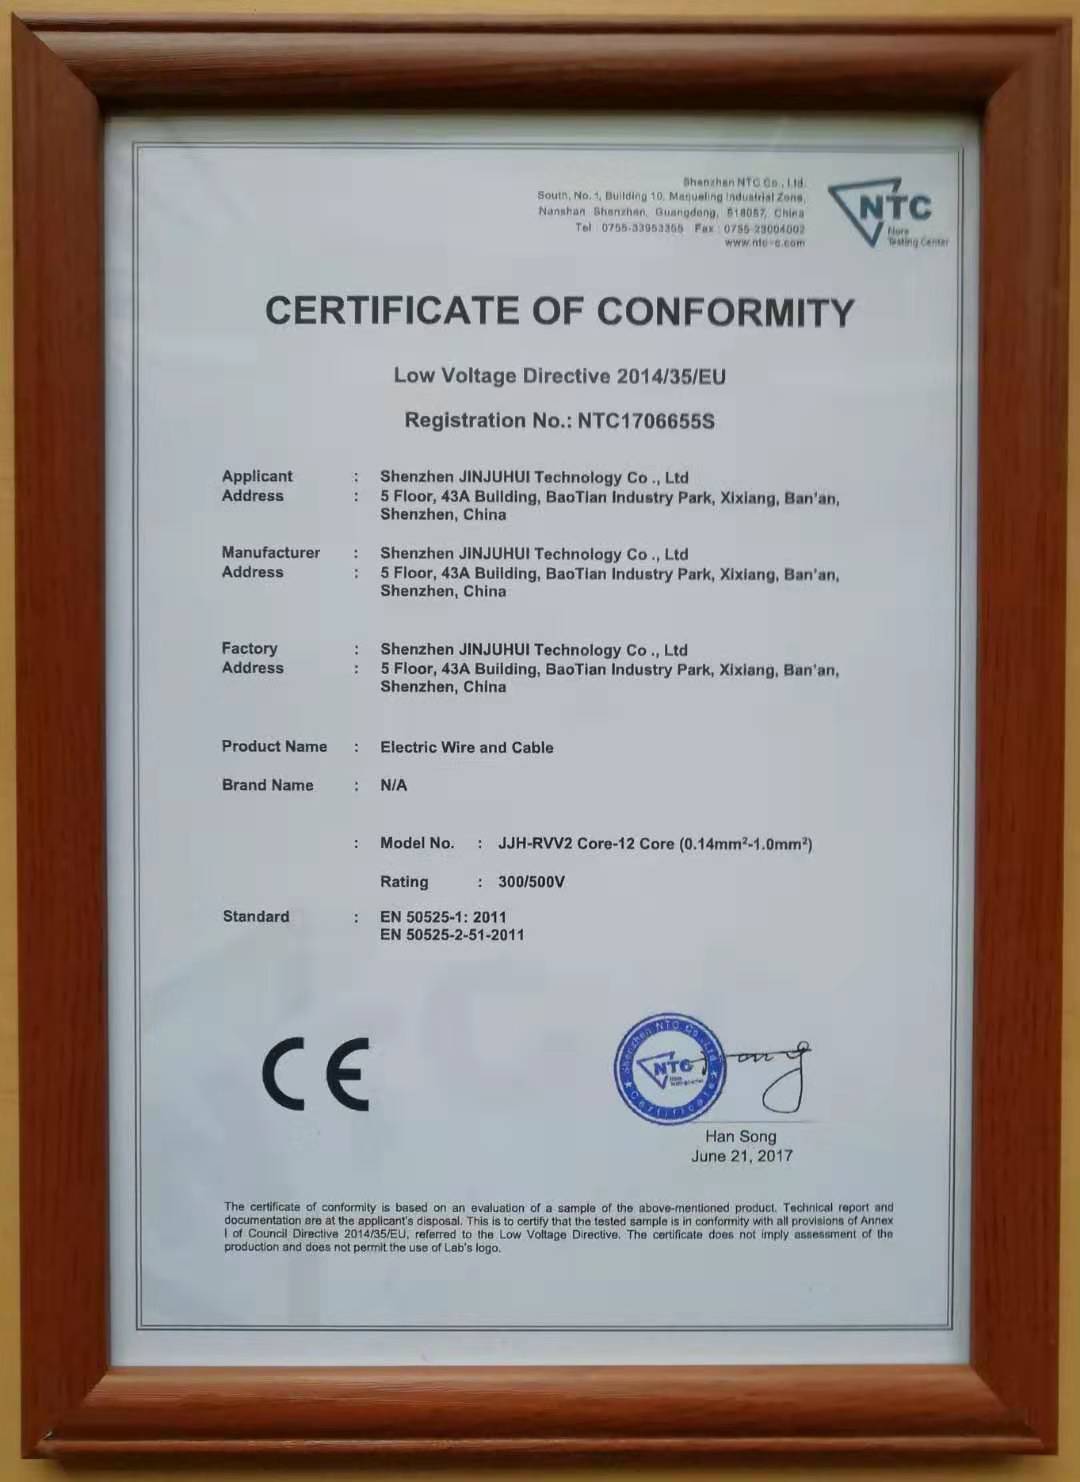 Shenzhen NTC Co., Ltd.
South, No. 1, Building 10, Maqueling Industrial Zone,
Nanshan Shenzhen, Guangdong, 518057, China
Tel : 0755-33953355 Fax : 0755-23004002
www.ntc-c.com
NTC
Nore
Testing Center
CERTIFICATE OF CONFORMITY
Low Voltage Directive 2014/35/EU
Registration No.: NTC1706655S
Applicant : Shenzhen JINJUHUI Technology Co ., Ltd
Address : 5 Floor, 43A Building, BaoTian Industry Park, Xixiang, Ban'an,
Shenzhen, China
Manufacturer : Shenzhen JINJUHUI Technology Co ., Ltd
Address : 5 Floor, 43A Building, BaoTian Industry Park, Xixiang, Ban'an,
Shenzhen, China
Factory : Shenzhen JINJUHUI Technology Co ., Ltd
Address : 5 Floor, 43A Building, BaoTian Industry Park, Xixiang, Ban'an,
Shenzhen, China
Product Name : Electric Wire and Cable
Brand Name : N/A
: Model No. : JJH-RVV2 Core-12 Core (0.14mm²-1.0mm²)
Rating : 300/500V
Standard : EN 50525-1: 2011
EN 50525-2-51-2011
CE
Shenzhen NTC Co., Ltd
NTC
Certificate
Han Song
June 21, 2017
The certificate of conformity is based on an evaluation of a sample of the above-mentioned product. Technical report and
documentation are at the applicant's disposal. This is to certify that the tested sample is in conformity with all provisions of Annex
I of Council Directive 2014/35/EU, referred to the Low Voltage Directive. The certificate does not imply assessment of the
production and does not permit the use of Lab's logo.